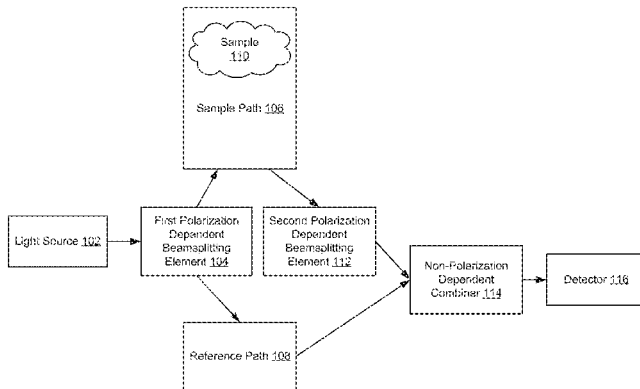 Sample
110
Sample Path 106
First Polarization
Dependent
Beamsplitting
Element 104
Second Polarization
Dependent
Beamsplitting
Element 112
Light Source 102
Non-Polarization
Dependent
Combiner 114
Detector 116
Reference Path 108